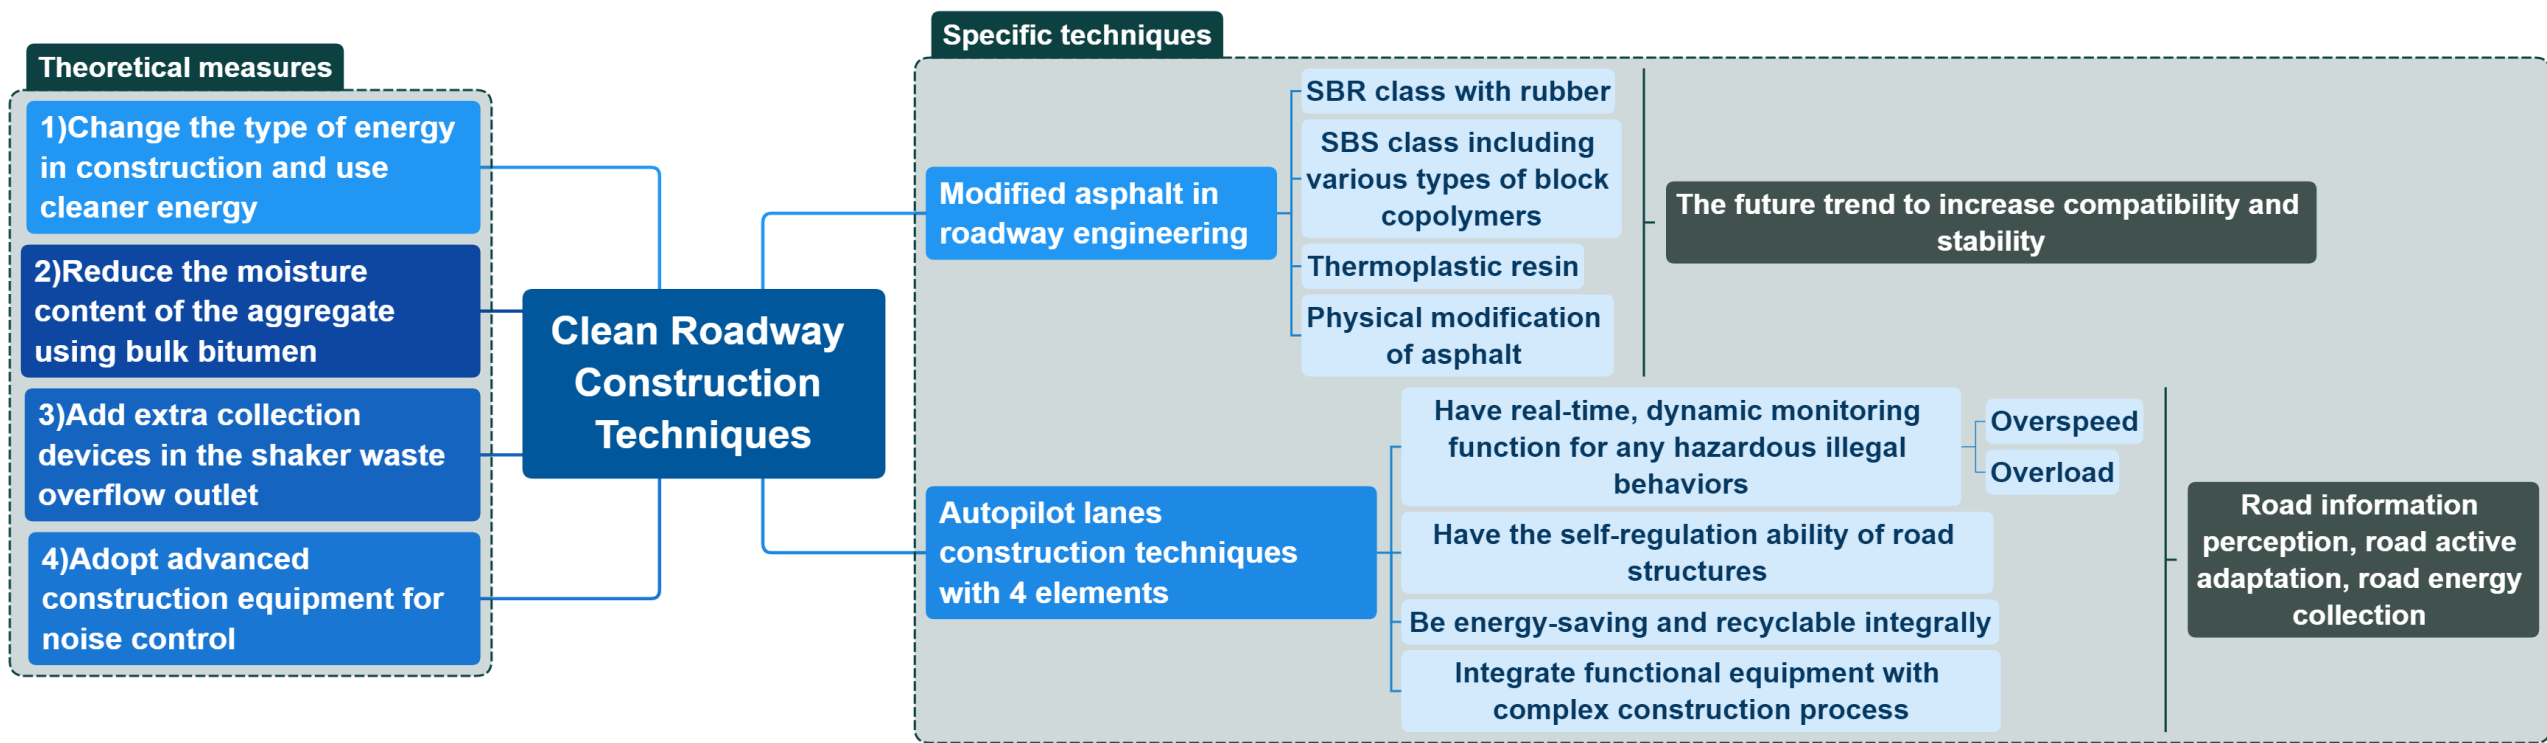 Theoretical measures
1)Change the type of energy
in construction and use
cleaner energy
2)Reduce the moisture
content of the aggregate
using bulk bitumen
3)Add extra collection
devices in the shaker waste
overflow outlet
4)Adopt advanced
construction equipment for
noise control
Clean Roadway
Construction
Techniques
Specific techniques
Modified asphalt in
roadway engineering
SBR class with rubber
SBS class including
various types of block
copolymers
Thermoplastic resin
Physical modification
of asphalt
The future trend to increase compatibility and
stability
Autopilot lanes
construction techniques
with 4 elements
Have real-time, dynamic monitoring
function for any hazardous illegal
behaviors
Overspeed
Overload
Have the self-regulation ability of road
structures
Be energy-saving and recyclable integrally
Integrate functional equipment with
complex construction process
Road information
perception, road active
adaptation, road energy
collection